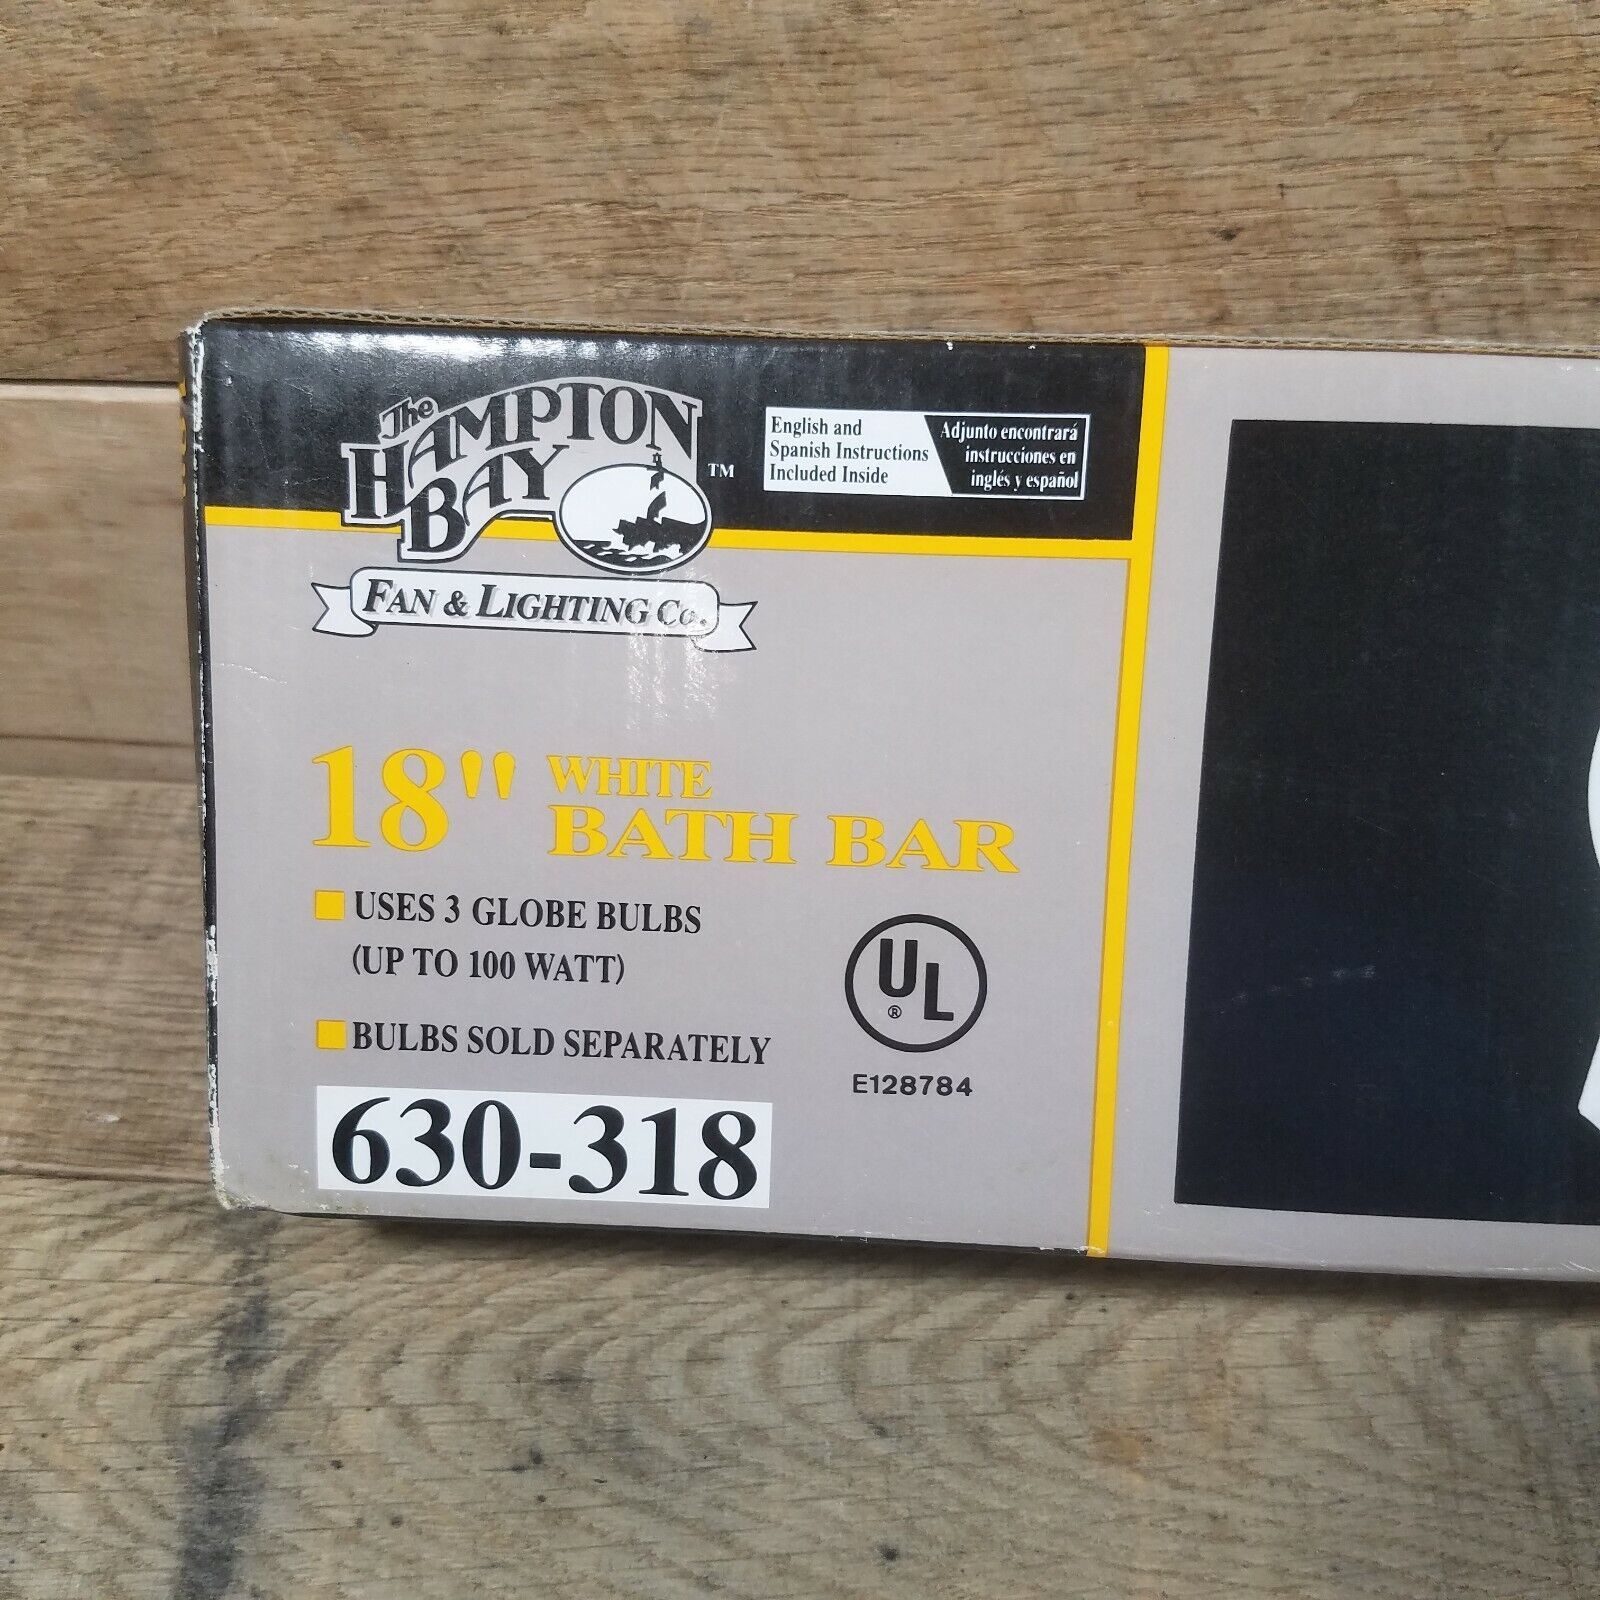 The
HAMPTON
BAY
TM
FAN & LIGHTING Co.
English and
Spanish Instructions
Included Inside
Adjunto encontrará
instrucciones en
inglés y español
18" WHITE
BATH BAR
USES 3 GLOBE BULBS
(UP TO 100 WATT)
BULBS SOLD SEPARATELY
630-318
UL
®
E128784